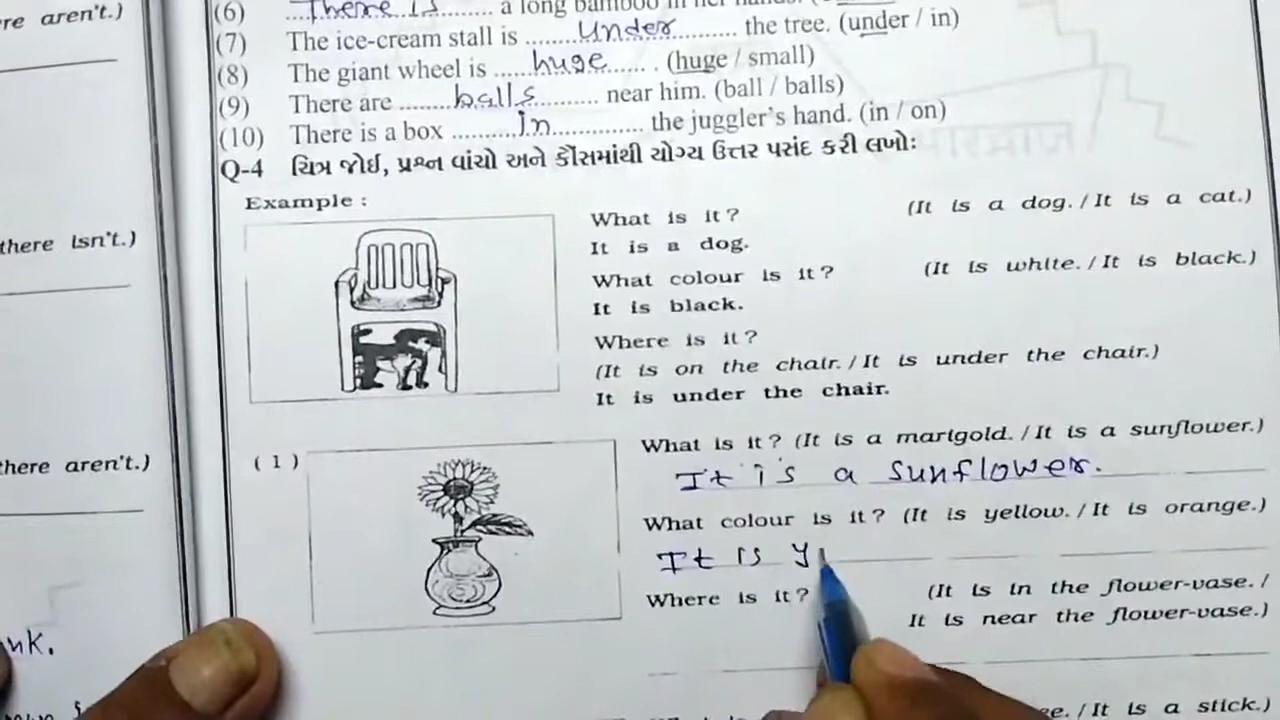 re aren't.)
there isn't.)
there aren't.)
nk.
(6) There is a long bamboo in her hands. (
(7) The ice-cream stall is under the tree. (under / in)
(8) The giant wheel is huge. (huge / small)
(9) There are balls near him. (ball / balls)
(10) There is a box in the juggler's hand. (in / on)
Q-4 ચિત્ર જોઈ, પ્રશ્ન વાંચો અને કૌંસમાંથી યોગ્ય ઉત્તર પસંદ કરી લખોઃ
Example :
What is it? (It is a dog. / It is a cat.)
It is a dog.
What colour is it? (It is white. / It is black.)
It is black.
Where is it?
(It is on the chair. / It is under the chair.)
It is under the chair.
(1)
What is it? (It is a marigold. / It is a sunflower.)
It is a sunflower.
What colour is it? (It is yellow. / It is orange.)
It is y
Where is it? (It is in the flower-vase. /
It is near the flower-vase.)
ee. / It is a stick.)